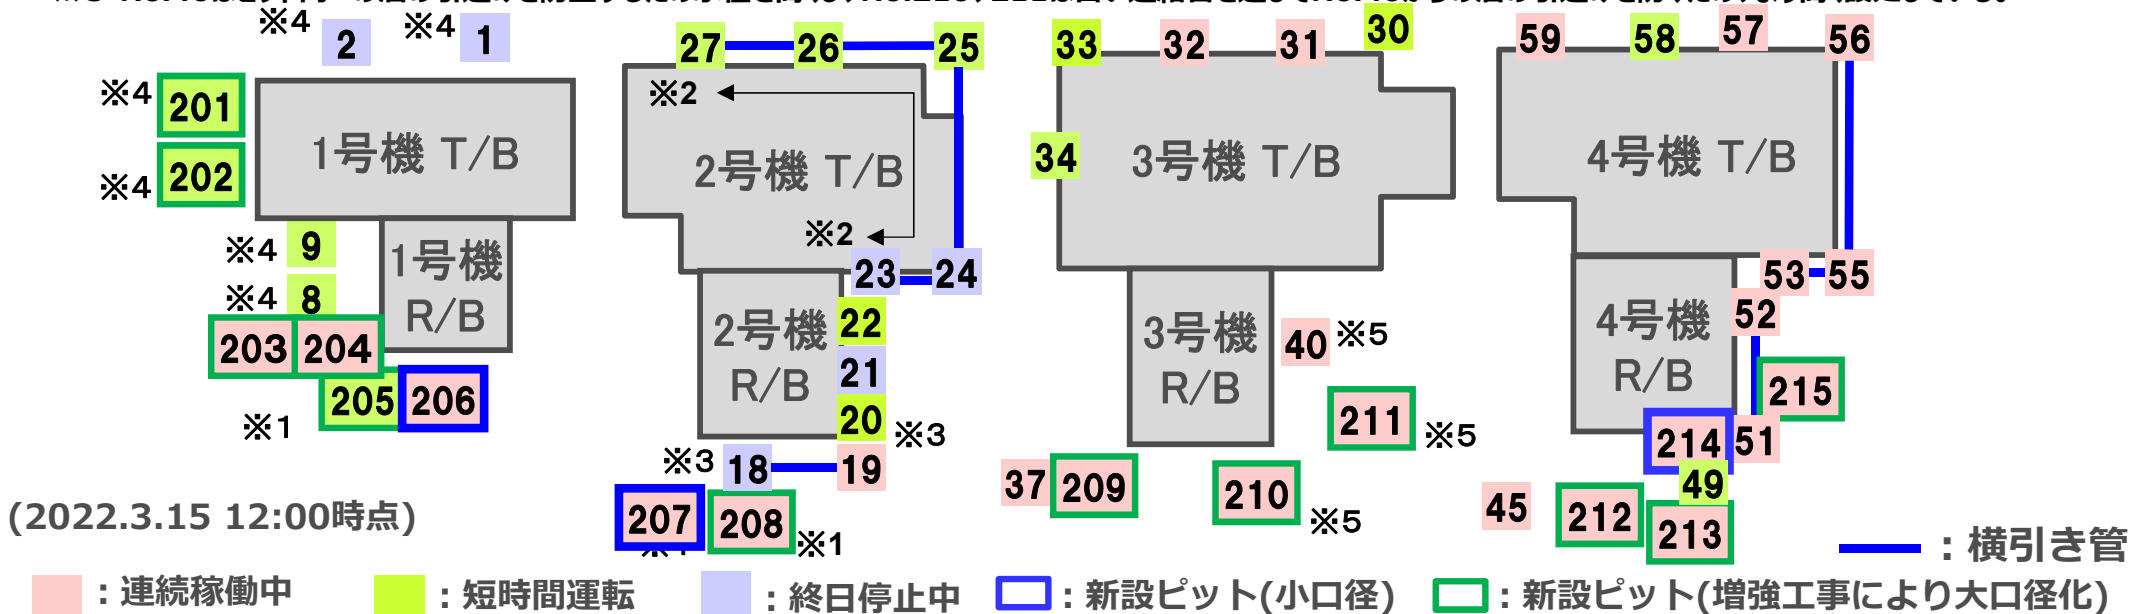 ※4 2 ※4 1
27 26 25
33 32 31 30
59 58 57 56
※4 201
※4 202
1号機 T/B
※2
2号機 T/B
※2
34
3号機 T/B
4号機 T/B
※4 9
※4 8
1号機
R/B
203 204
205 206
※1
23 24
2号機
R/B
22
21
20
※3
※3 18 19
207 208 ※1
3号機
R/B
40 ※5
211 ※5
37 209 210
※5
53 55
52
4号機
R/B
215
214 51
49
45 212 213
(2022.3.15 12:00時点)
：横引き管
：連続稼働中 ：短時間運転 ：終日停止中 ：新設ピット(小口径) ：新設ピット(増強工事により大口径化)